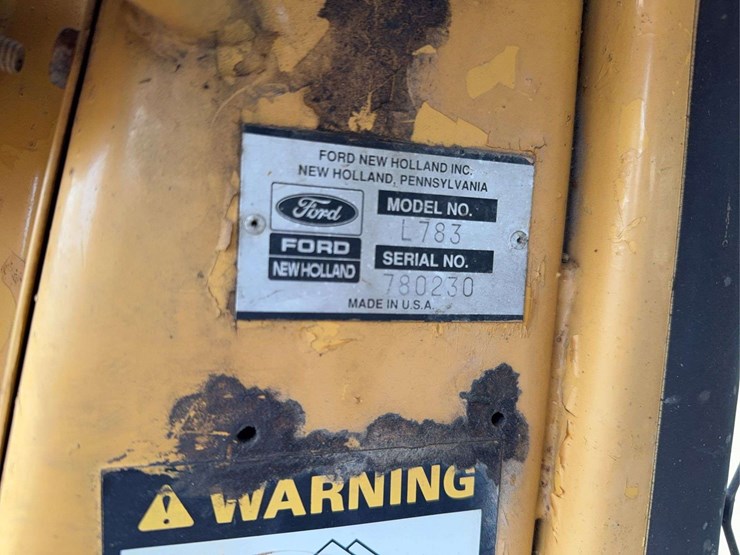 FORD NEW HOLLAND INC.
NEW HOLLAND, PENNSYLVANIA
Ford
FORD
NEW HOLLAND
MODEL NO.
L783
SERIAL NO.
780230
MADE IN U.S.A.
WARNING